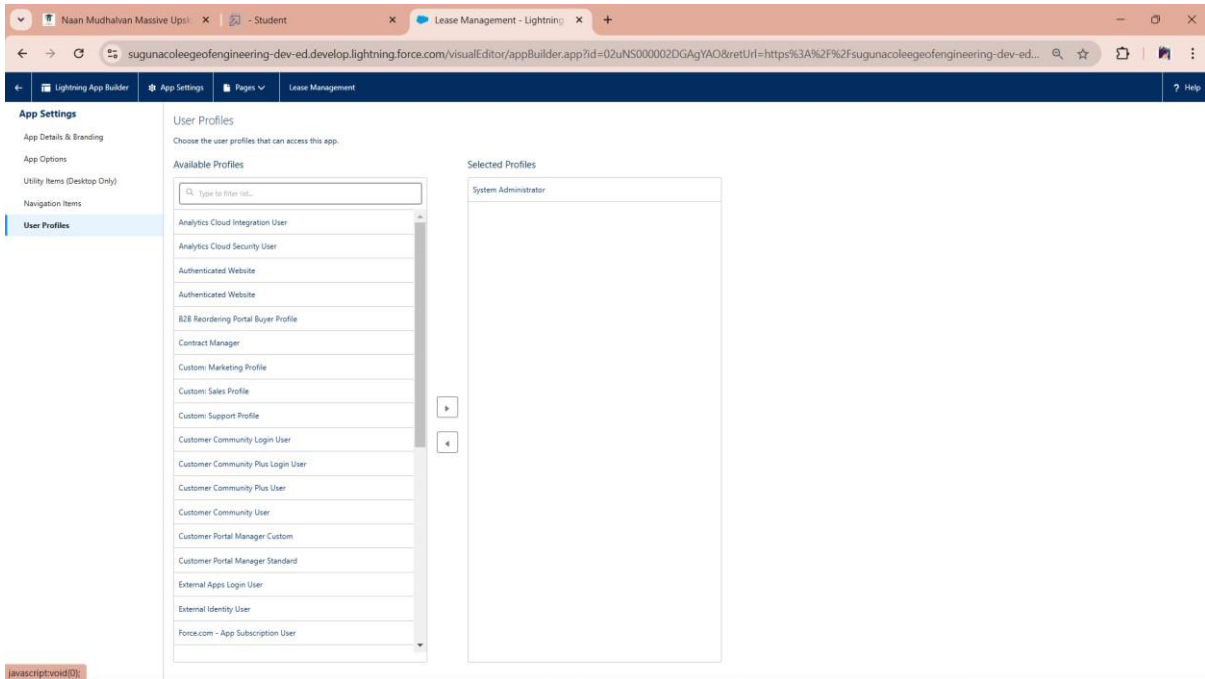 Naan Mudhalvan Massive Upsk
- Student
Lease Management - Lightning
sugunacoleegeofengineering-dev-ed.develop.lightning.force.com/visualEditor/appBuilder.app?id=02uNS000002DGAgYAO&retUrl=https%3A%2F%2Fsugunacoleegeofengineering-dev-ed...
Lightning App Builder
App Settings
Pages
Lease Management
? Help
App Settings
App Details & Branding
App Options
Utility Items (Desktop Only)
Navigation Items
User Profiles
User Profiles
Choose the user profiles that can access this app.
Available Profiles
Type to filter list...
Analytics Cloud Integration User
Analytics Cloud Security User
Authenticated Website
Authenticated Website
B2B Reordering Portal Buyer Profile
Contract Manager
Custom: Marketing Profile
Custom: Sales Profile
Custom: Support Profile
Customer Community Login User
Customer Community Plus Login User
Customer Community Plus User
Customer Community User
Customer Portal Manager Custom
Customer Portal Manager Standard
External Apps Login User
External Identity User
Force.com - App Subscription User
Selected Profiles
System Administrator
javascript:void(0);